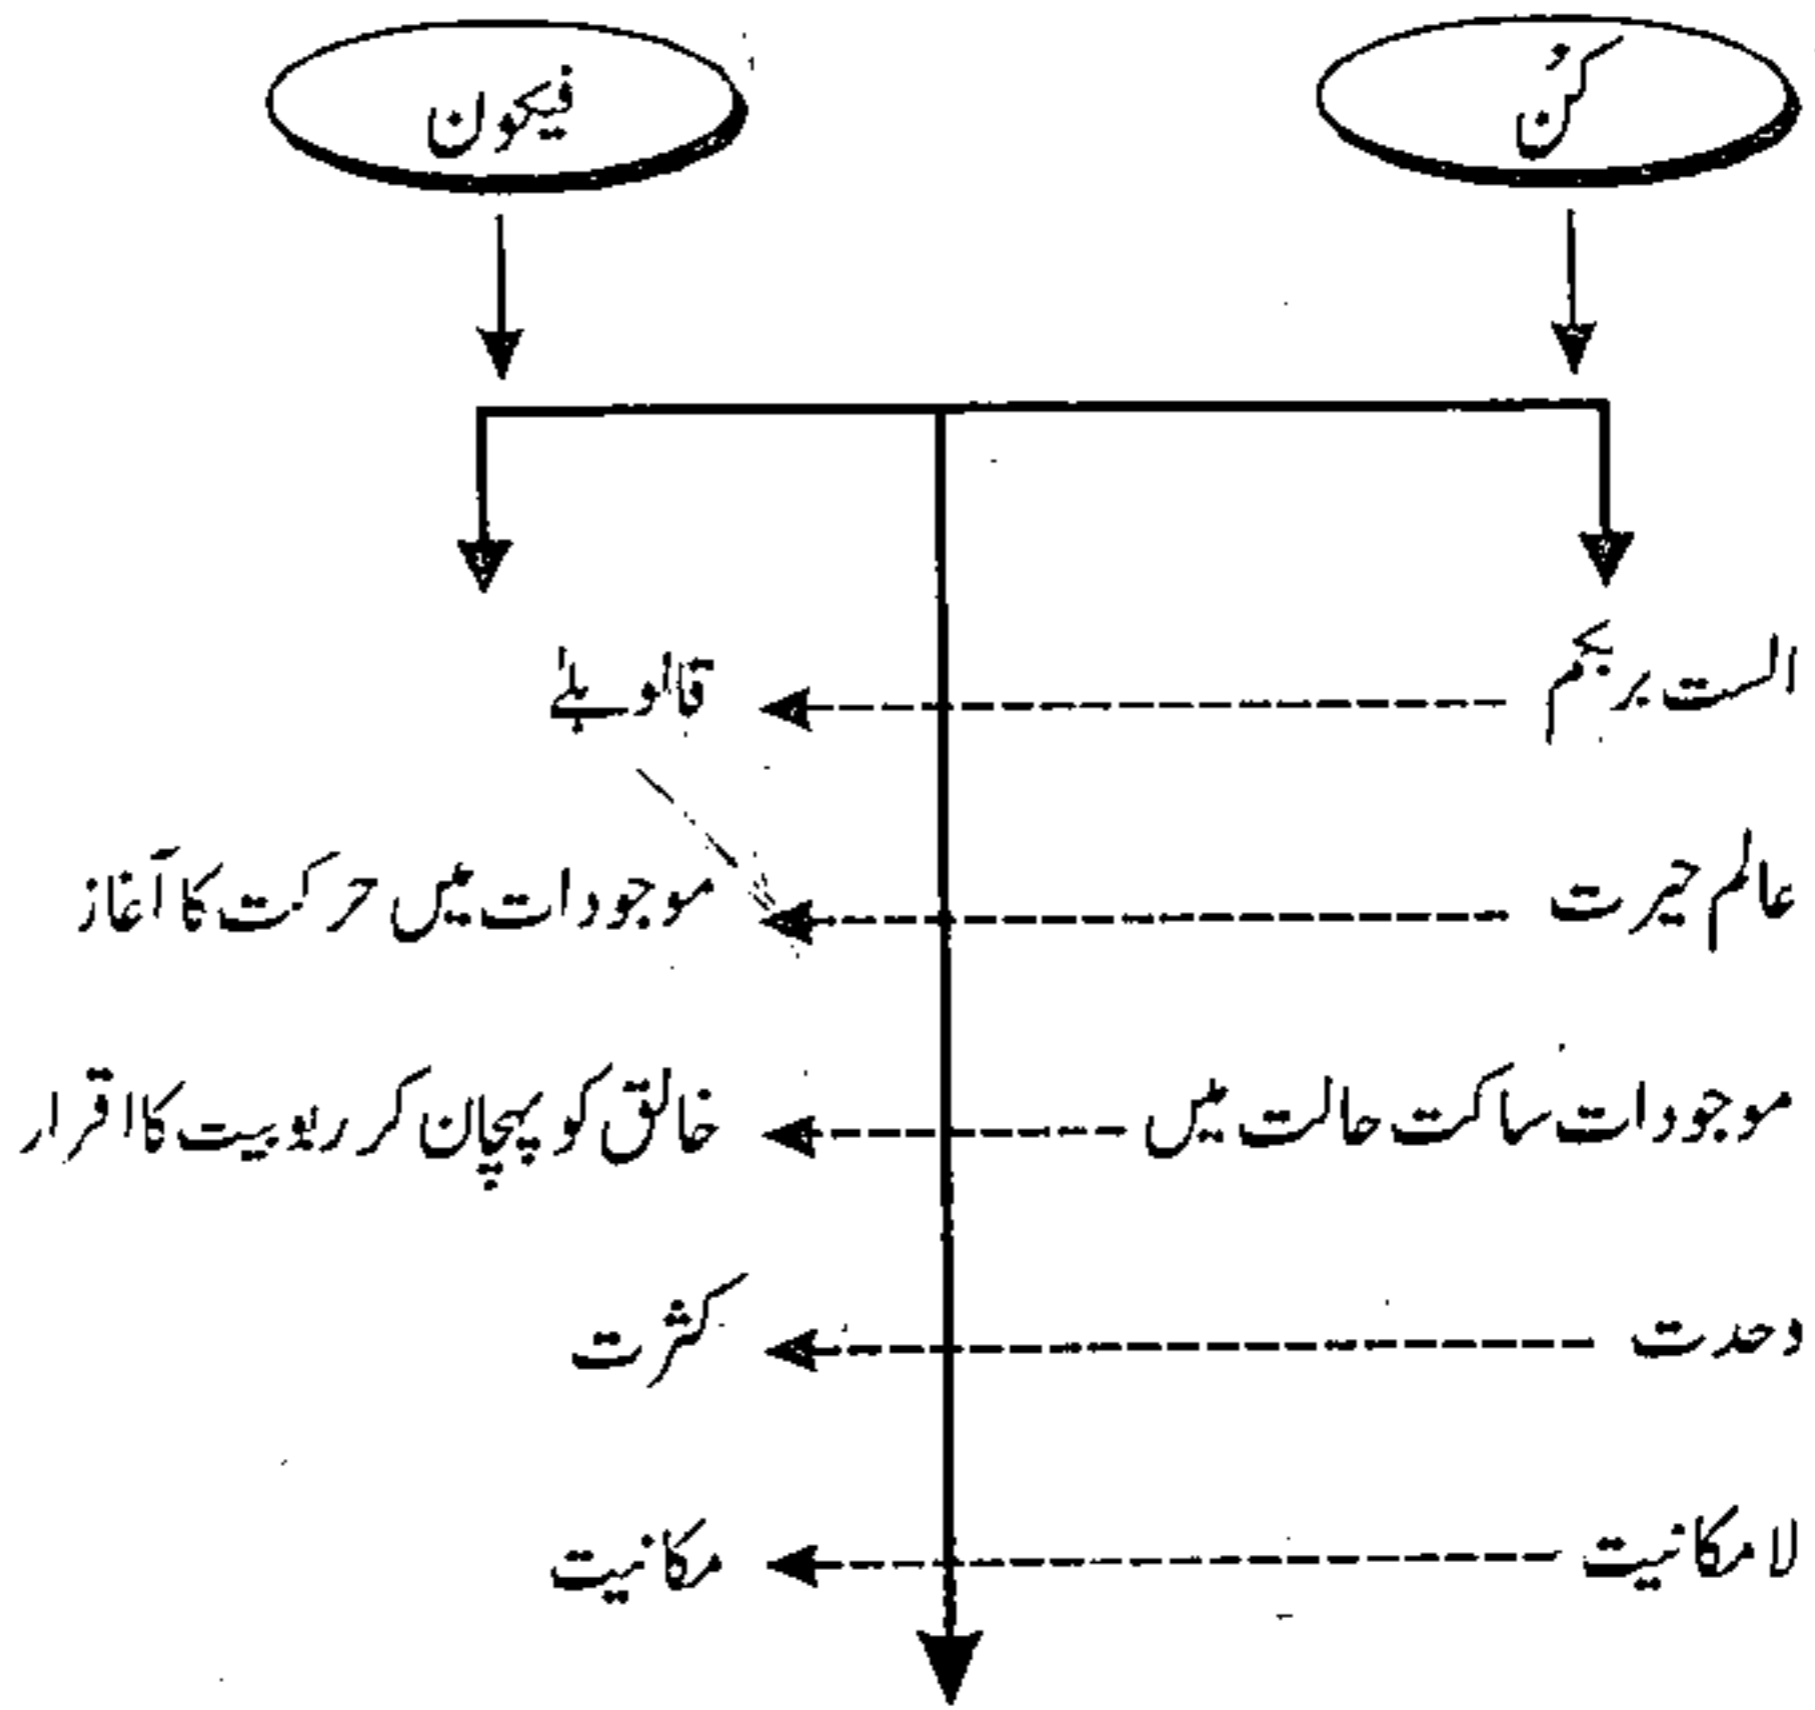 کُن فیکون
الست بربکم قالو بلےٰ
عالم حیرت موجودات میں حرکت کا آغاز
موجودات ساکت حالت میں خالق کو پہچان کر ربوبیت کا اقرار
وحدت کثرت
لامکانیت مکانیت